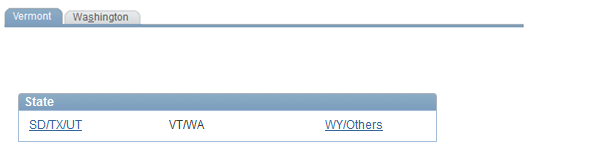 Vermont Washington
State
SD/TX/UT VT/WA WY/Others